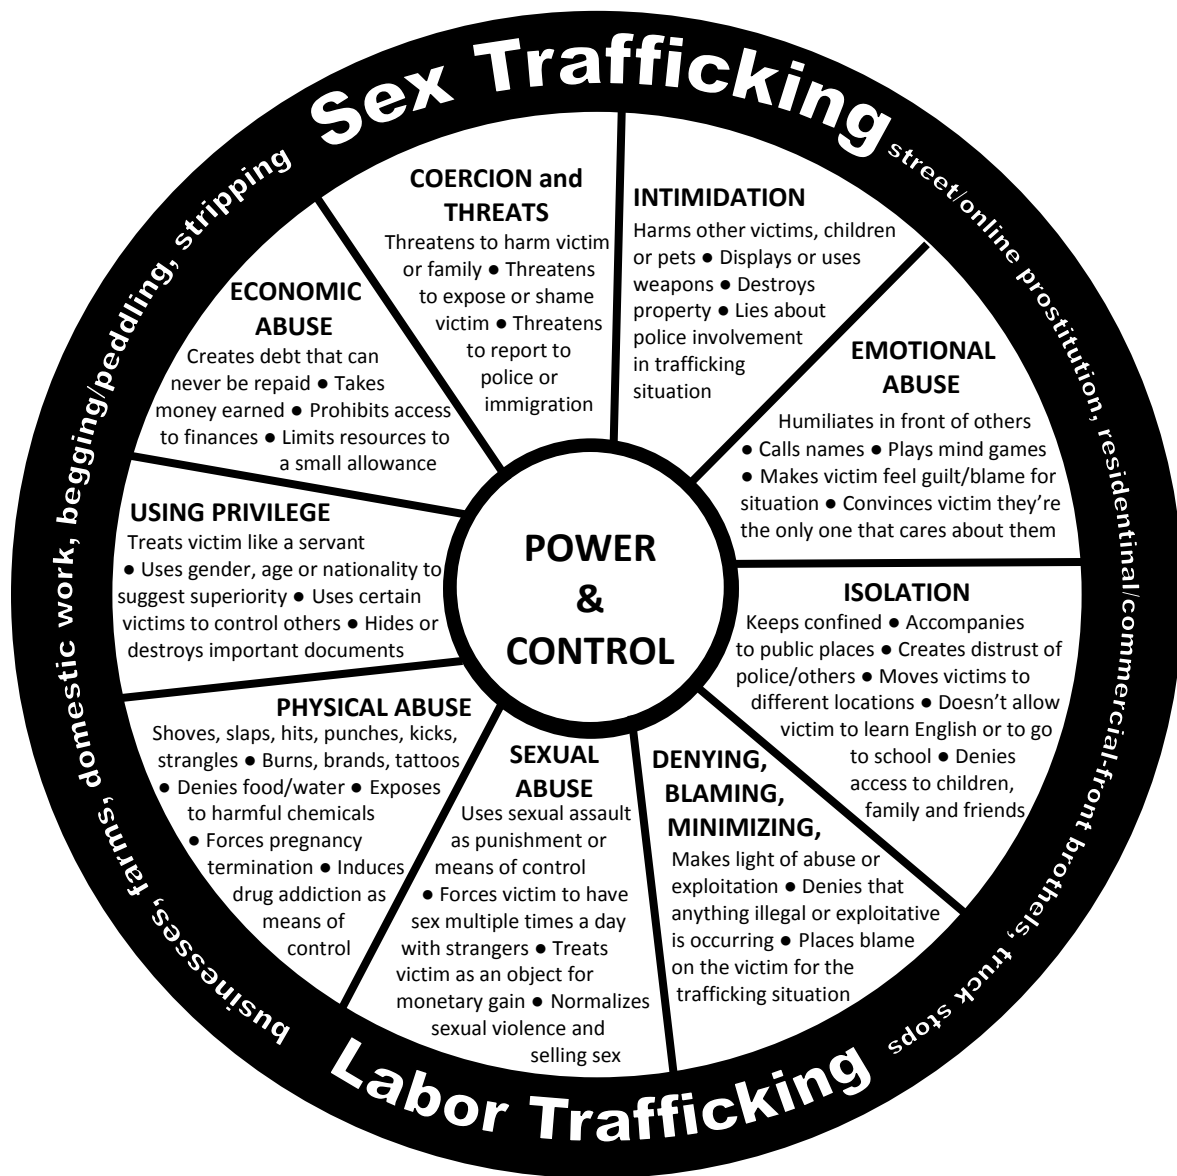 Sex Trafficking
street/online prostitution, residentinal/commercial-front brothels, truck stops
Labor Trafficking
businesses, farms, domestic work, begging/peddling, stripping
POWER
&
CONTROL
COERCION and
THREATS
Threatens to harm victim
or family ● Threatens
to expose or shame
victim ● Threatens
to report to
police or
immigration
INTIMIDATION
Harms other victims, children
or pets ● Displays or uses
weapons ● Destroys
property ● Lies about
police involvement
in trafficking
situation
EMOTIONAL
ABUSE
Humiliates in front of others
● Calls names ● Plays mind games
● Makes victim feel guilt/blame for
situation ● Convinces victim they’re
the only one that cares about them
ISOLATION
Keeps confined ● Accompanies
to public places ● Creates distrust of
police/others ● Moves victims to
different locations ● Doesn’t allow
victim to learn English or to go
to school ● Denies
access to children,
family and friends
DENYING,
BLAMING,
MINIMIZING,
Makes light of abuse or
exploitation ● Denies that
anything illegal or exploitative
is occurring ● Places blame
on the victim for the
trafficking situation
SEXUAL
ABUSE
Uses sexual assault
as punishment or
means of control
● Forces victim to have
sex multiple times a day
with strangers ● Treats
victim as an object for
monetary gain ● Normalizes
sexual violence and
selling sex
PHYSICAL ABUSE
Shoves, slaps, hits, punches, kicks,
strangles ● Burns, brands, tattoos
● Denies food/water ● Exposes
to harmful chemicals
● Forces pregnancy
termination ● Induces
drug addiction as
means of
control
USING PRIVILEGE
Treats victim like a servant
● Uses gender, age or nationality to
suggest superiority ● Uses certain
victims to control others ● Hides or
destroys important documents
ECONOMIC
ABUSE
Creates debt that can
never be repaid ● Takes
money earned ● Prohibits access
to finances ● Limits resources to
a small allowance